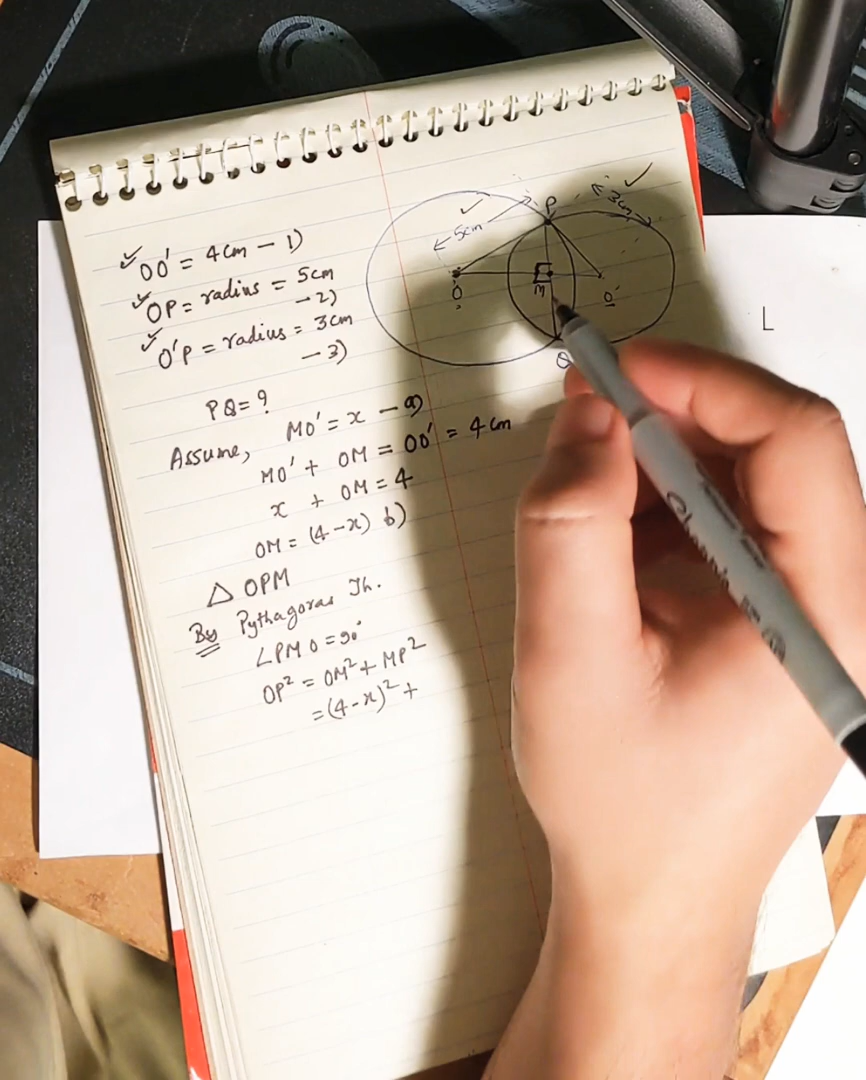 OO' = 4cm – 1)
OP = radius = 5cm
– 2)
O'P = radius = 3cm
– 3)
PQ = ?
Assume, MO' = x – a)
MO' + OM = OO' = 4cm
x + OM = 4
OM = (4-x) b)
△ OPM
By Pythagoras Th.
∠PMO = 90°
OP² = OM² + MP²
= (4-x)² +
5cm
P
3cm
O
M
O'
Q
L